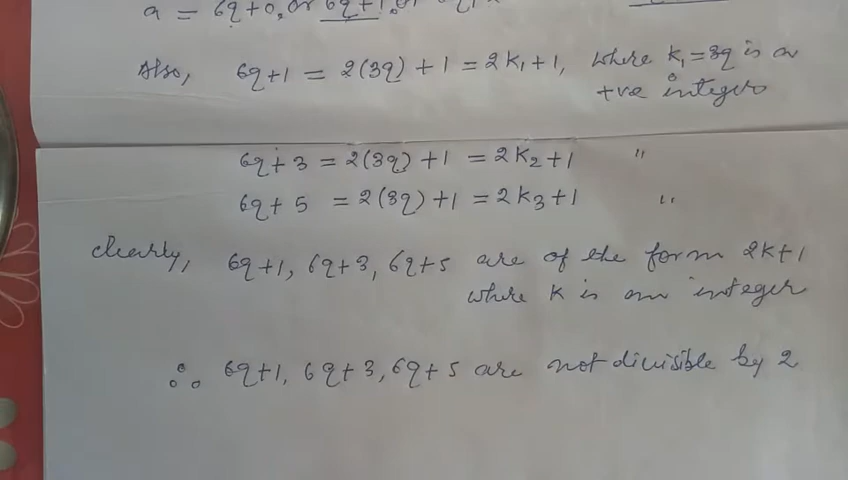 a = 6q+0, or 6q+1, or
Also, 6q+1 = 2(3q)+1 = 2k₁+1, where k₁=3q is a
+ve integer
6q+3 = 2(3q)+1 = 2k₂+1 "
6q+5 = 2(3q)+1 = 2k₃+1 "
clearly, 6q+1, 6q+3, 6q+5 are of the form 2k+1
where k is an integer
∴ 6q+1, 6q+3, 6q+5 are not divisible by 2